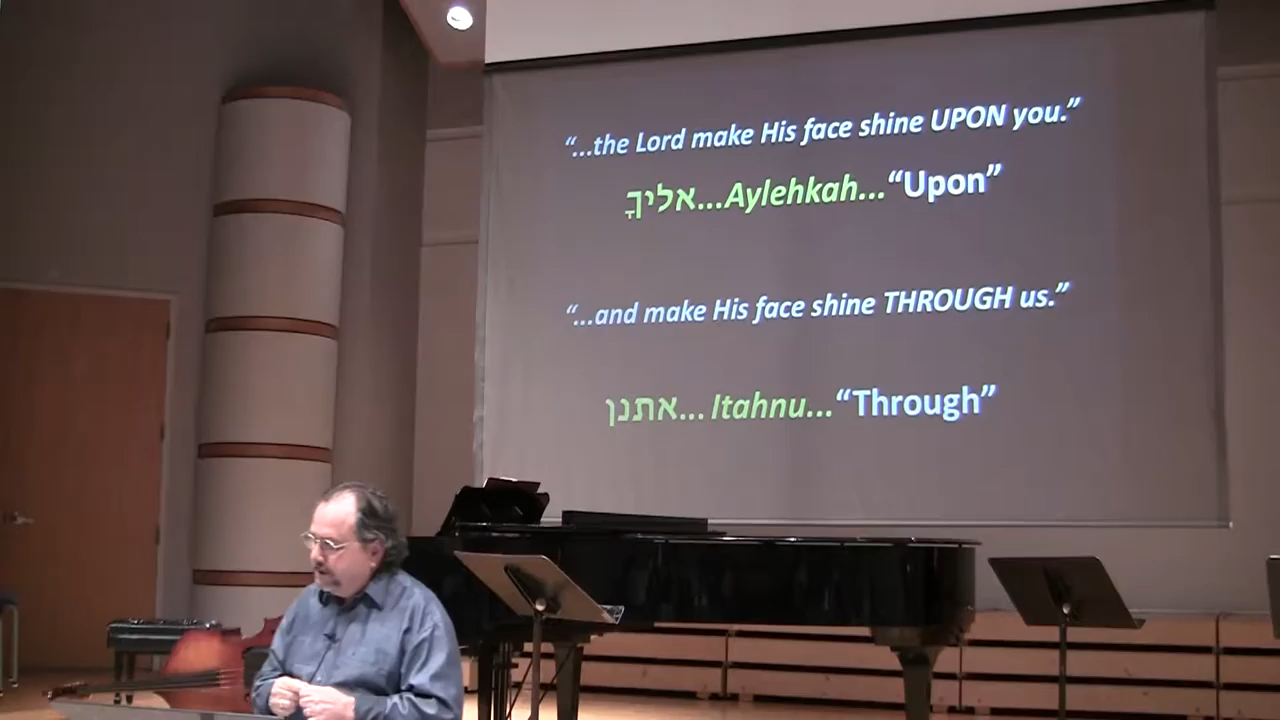 “...the Lord make His face shine UPON you.”
אליךָ...Aylehkah...“Upon”
“...and make His face shine THROUGH us.”
אתנן... Itahnu...“Through”